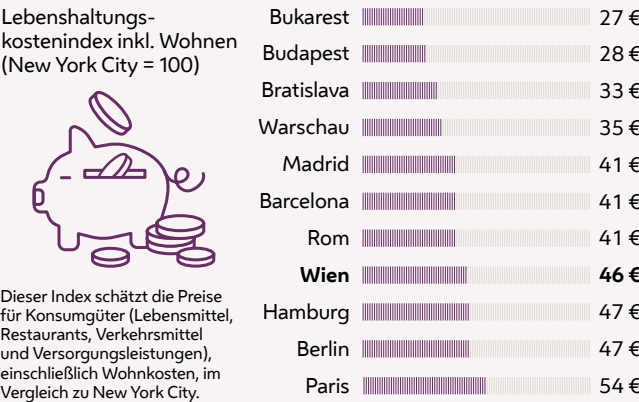 Lebenshaltungs-
kostenindex inkl. Wohnen
(New York City = 100)
Dieser Index schätzt die Preise
für Konsumgüter (Lebensmittel,
Restaurants, Verkehrsmittel
und Versorgungsleistungen),
einschließlich Wohnkosten, im
Vergleich zu New York City.
Bukarest 27 €
Budapest 28 €
Bratislava 33 €
Warschau 35 €
Madrid 41 €
Barcelona 41 €
Rom 41 €
Wien 46 €
Hamburg 47 €
Berlin 47 €
Paris 54 €